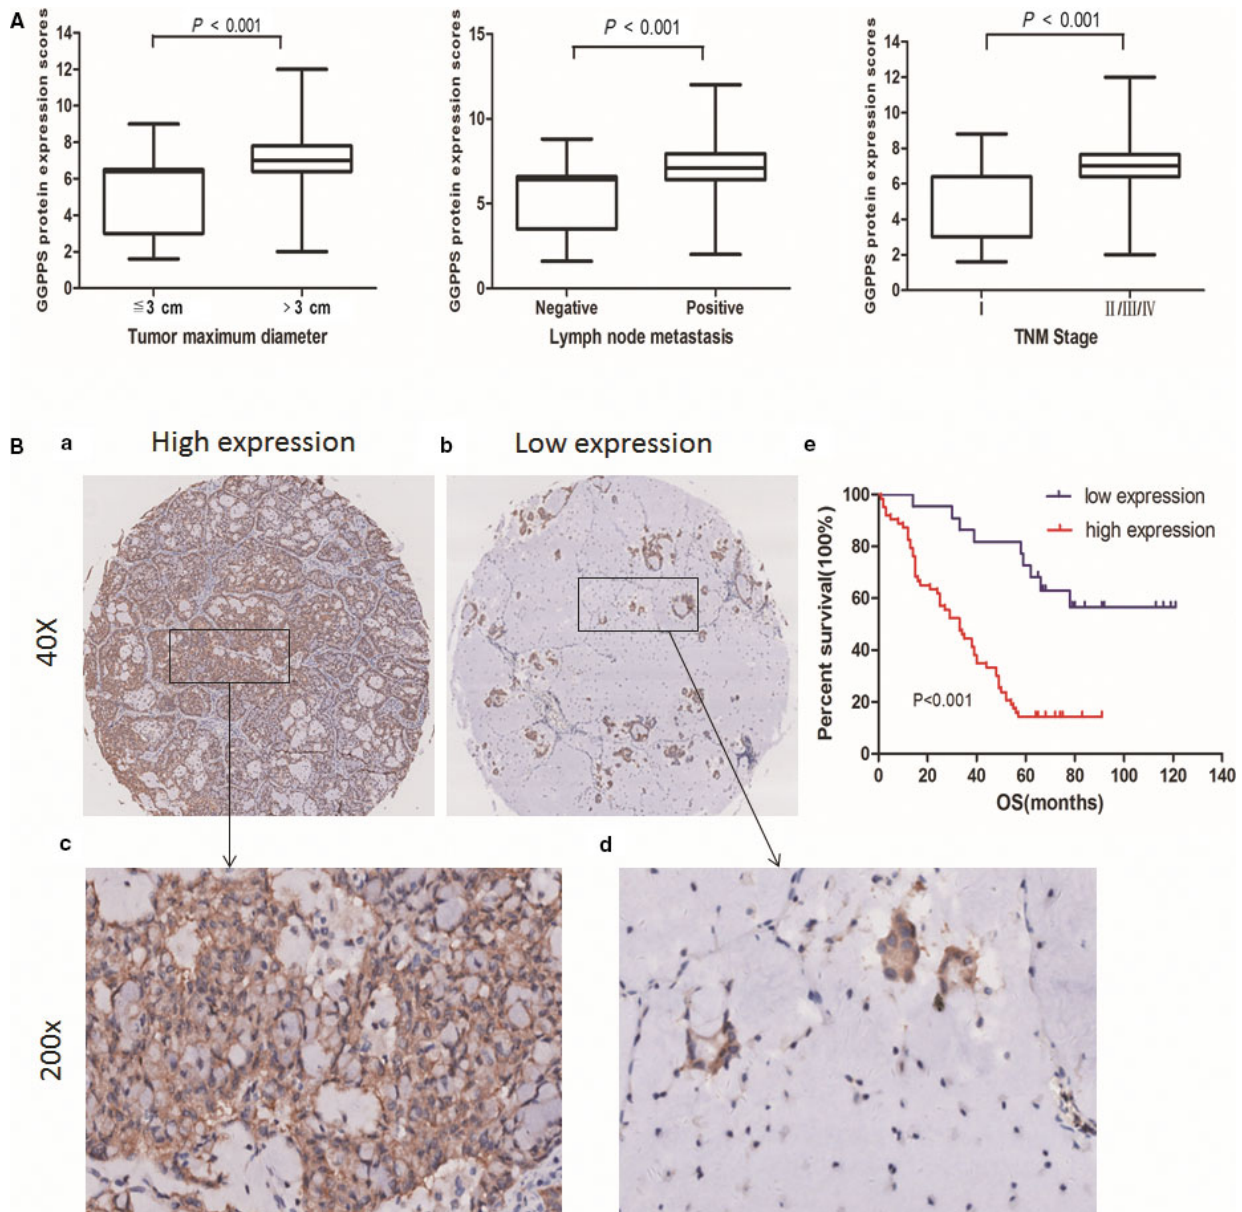 A
P < 0.001
GGPPS protein expression scores
14
12
10
8
6
4
2
0
≦3 cm
>3 cm
Tumor maximum diameter
P < 0.001
GGPPS protein expression scores
15
10
5
0
Negative
Positive
Lymph node metastasis
P < 0.001
GGPPS protein expression scores
14
12
10
8
6
4
2
0
I
II/III/IV
TNM Stage
B
a
High expression
b
Low expression
40X
e
100
80
60
40
20
0
Percent survival(100%)
low expression
high expression
P<0.001
0 20 40 60 80 100 120 140
OS(months)
c
d
200x